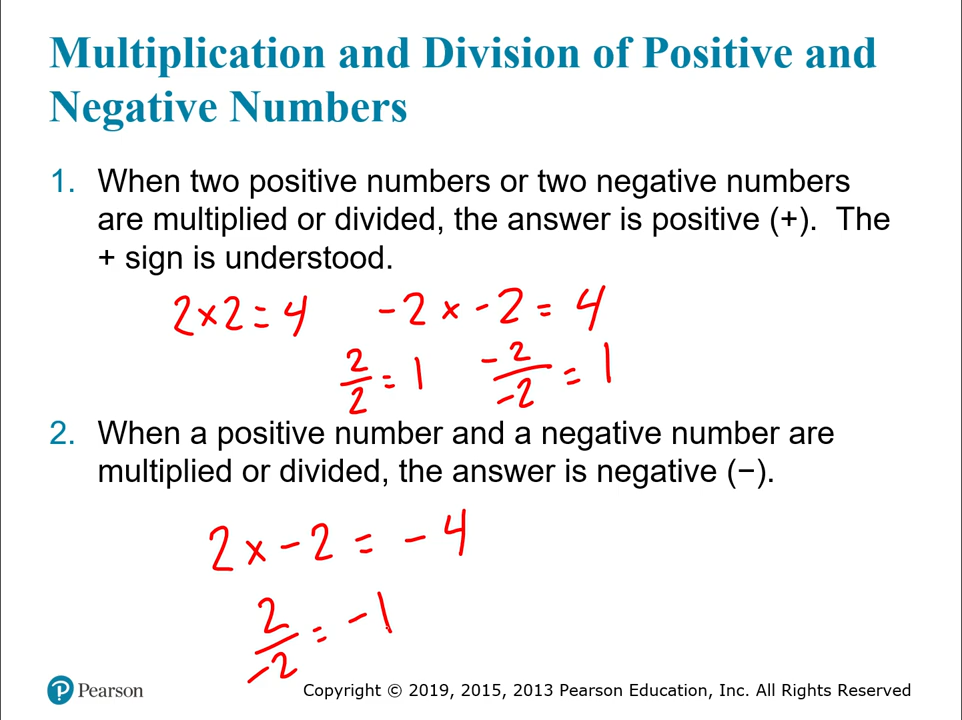 Multiplication and Division of Positive and
Negative Numbers
1. When two positive numbers or two negative numbers
are multiplied or divided, the answer is positive (+). The
+ sign is understood.
2 x 2 = 4 -2 x -2 = 4
2/2 = 1 -2/-2 = 1
2. When a positive number and a negative number are
multiplied or divided, the answer is negative (−).
2 x -2 = -4
2/-2 = -1
P Pearson
Copyright © 2019, 2015, 2013 Pearson Education, Inc. All Rights Reserved